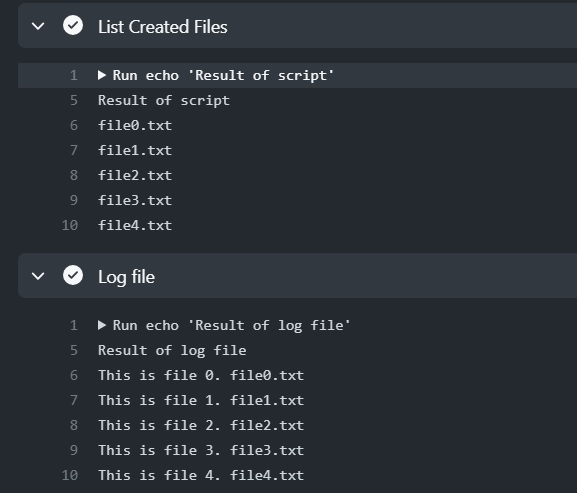 List Created Files
1 ▶ Run echo 'Result of script'
5 Result of script
6 file0.txt
7 file1.txt
8 file2.txt
9 file3.txt
10 file4.txt
Log file
1 ▶ Run echo 'Result of log file'
5 Result of log file
6 This is file 0. file0.txt
7 This is file 1. file1.txt
8 This is file 2. file2.txt
9 This is file 3. file3.txt
10 This is file 4. file4.txt